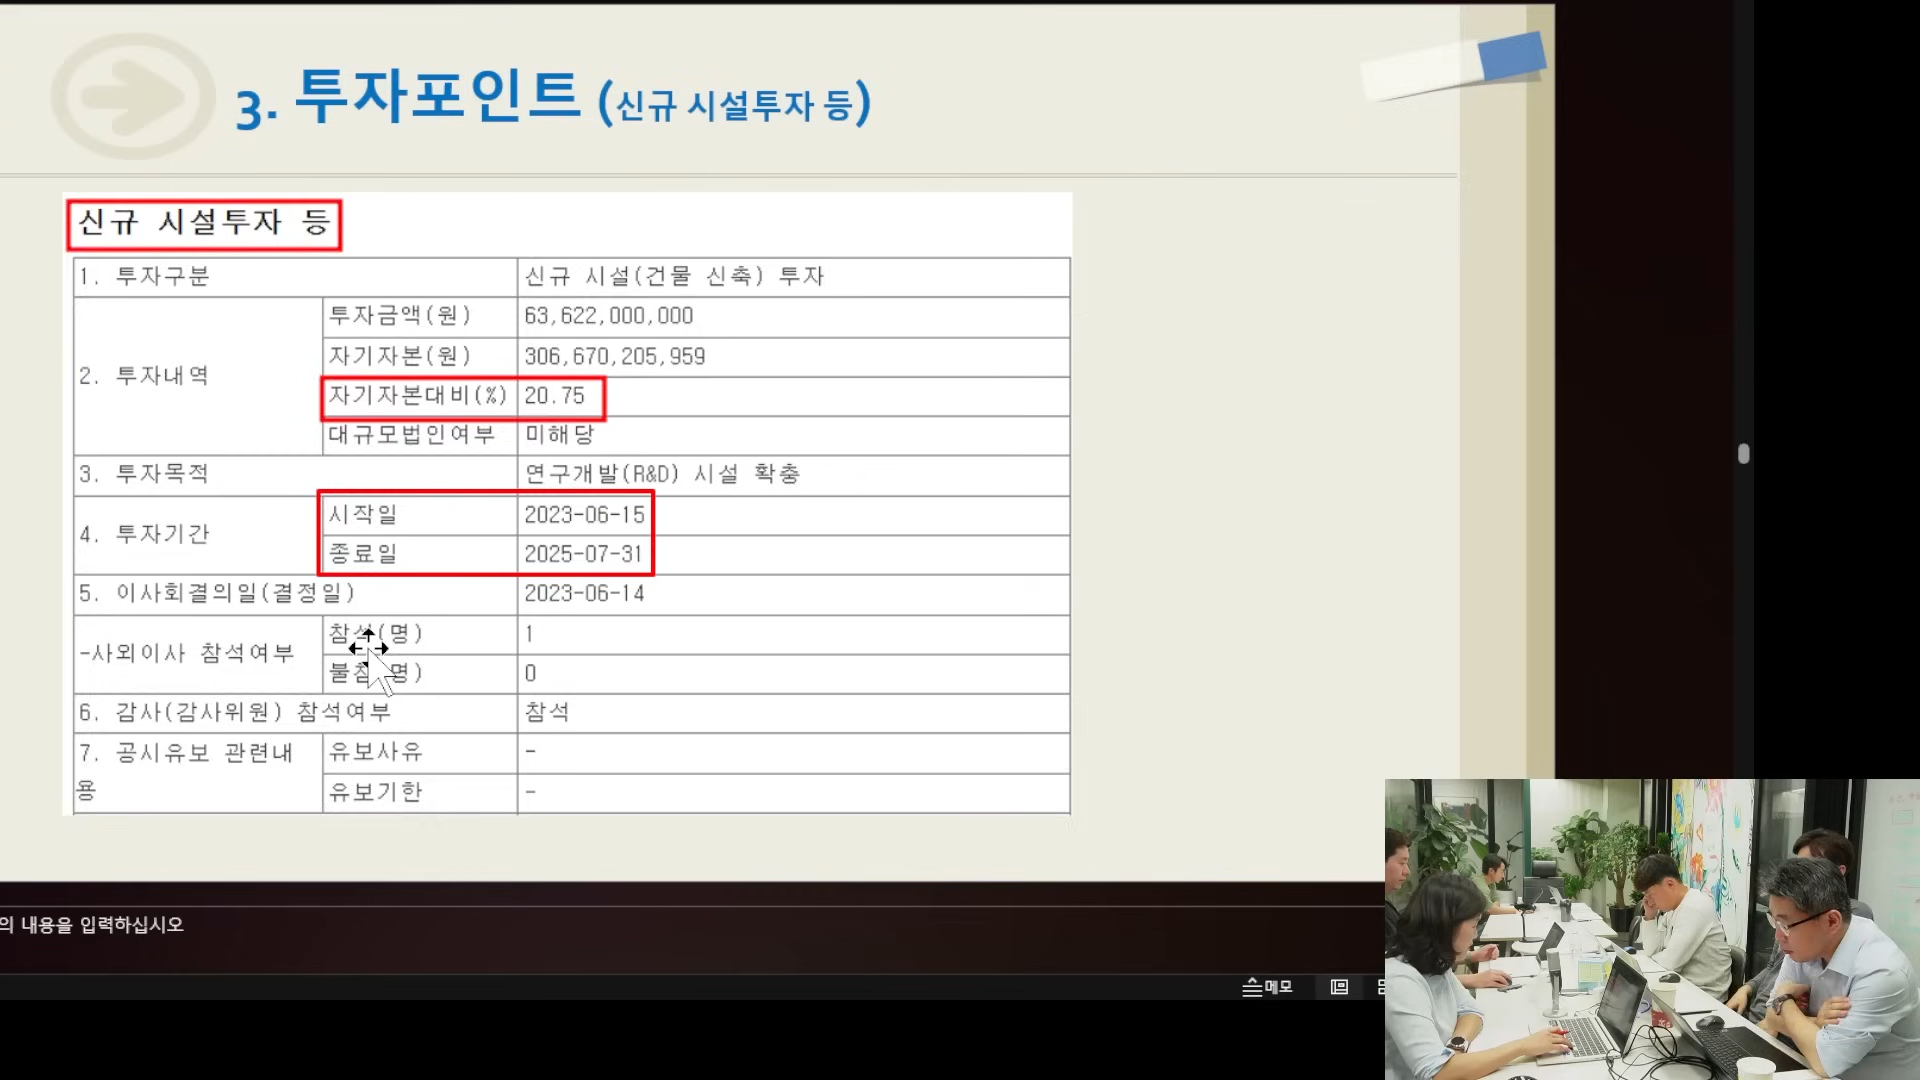 3. 투자포인트 (신규 시설투자 등)
신규 시설투자 등
1. 투자구분 신규 시설(건물 신축) 투자
2. 투자내역 투자금액(원) 63,622,000,000
자기자본(원) 306,670,205,959
자기자본대비(%) 20.75
대규모법인여부 미해당
3. 투자목적 연구개발(R&D) 시설 확충
4. 투자기간 시작일 2023-06-15
종료일 2025-07-31
5. 이사회결의일(결정일) 2023-06-14
-사외이사 참석여부 참석(명) 1
불참(명) 0
6. 감사(감사위원) 참석여부 참석
7. 공시유보 관련내용 유보사유 -
유보기한 -
의 내용을 입력하십시오
메모